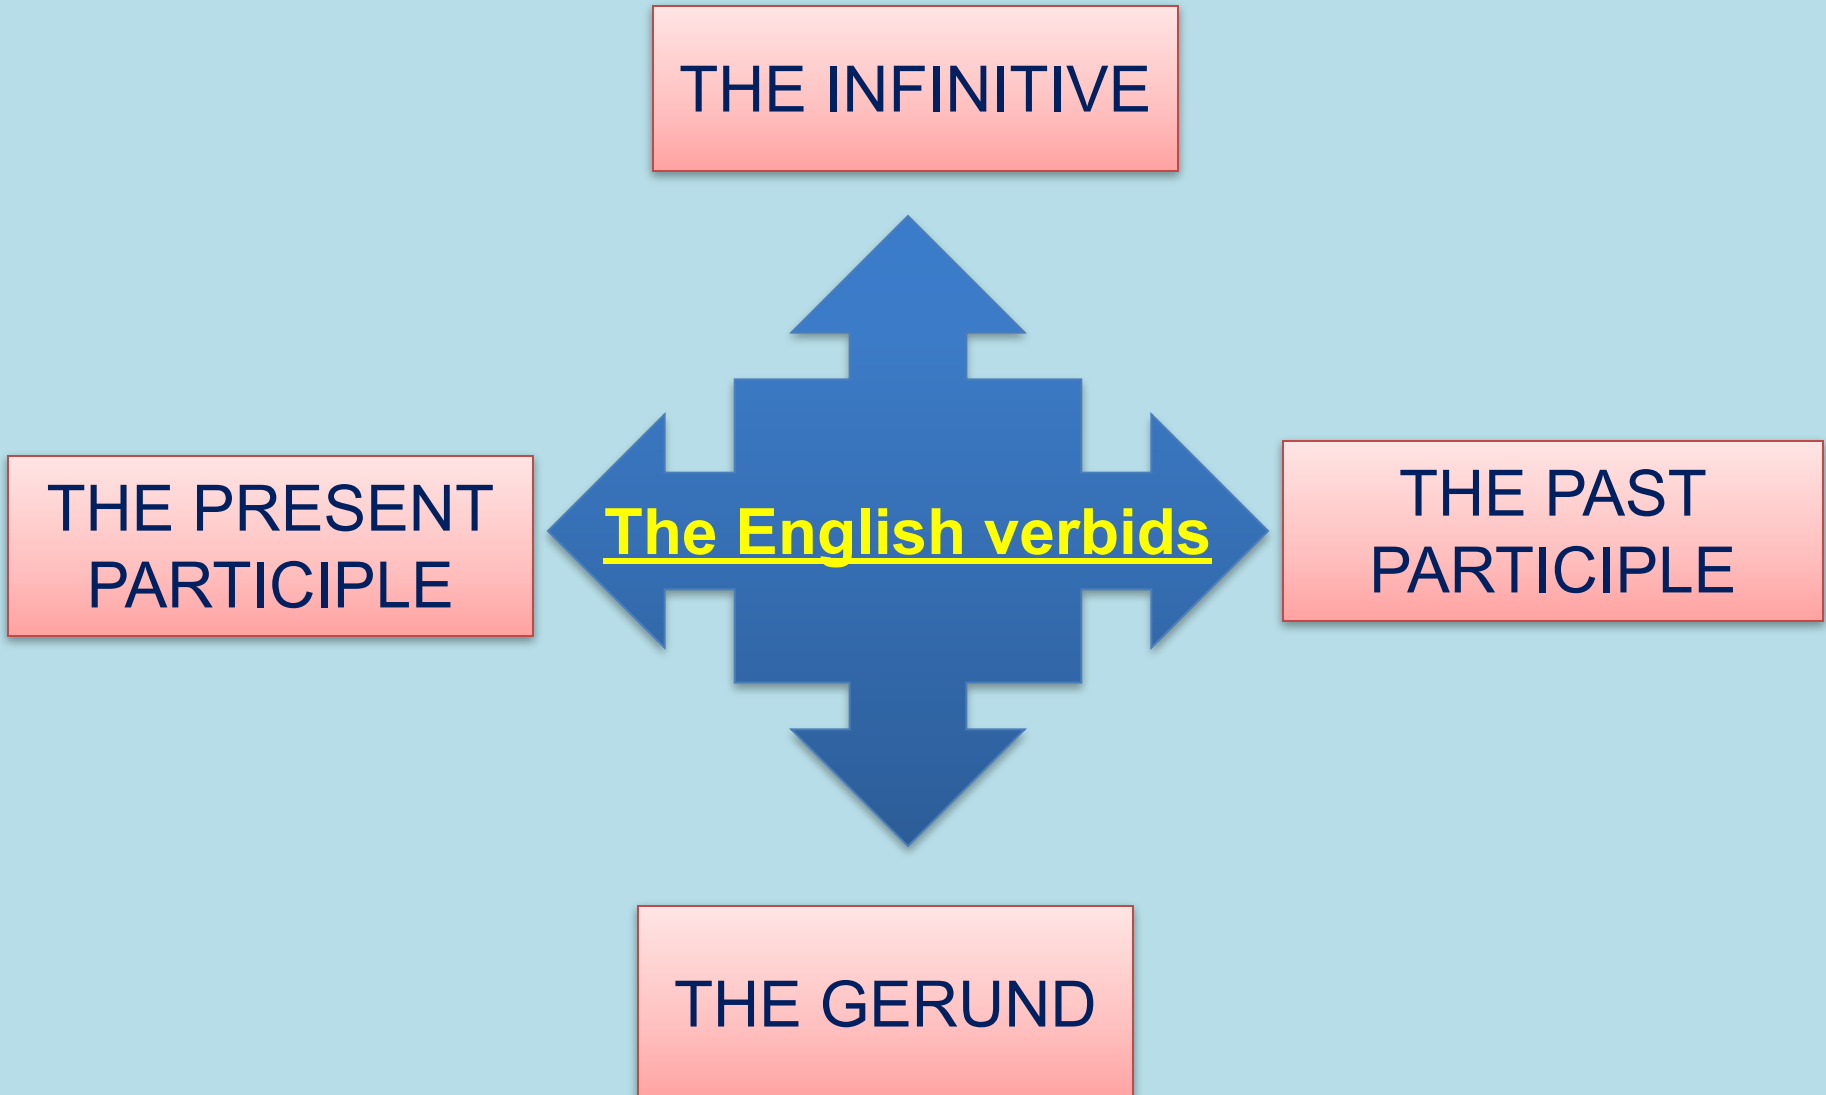 THE INFINITIVE
THE PRESENT
PARTICIPLE
The English verbids
THE PAST
PARTICIPLE
THE GERUND